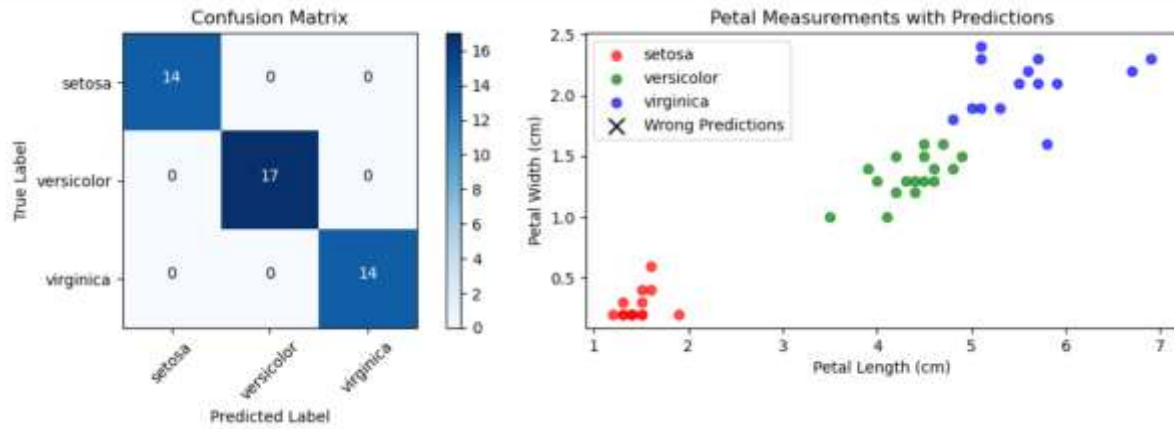 Confusion Matrix
setosa
versicolor
virginica
True Label
14 0 0
0 17 0
0 0 14
setosa
versicolor
virginica
Predicted Label
16
14
12
10
8
6
4
2
0
Petal Measurements with Predictions
setosa
versicolor
virginica
Wrong Predictions
Petal Width (cm)
2.5
2.0
1.5
1.0
0.5
1 2 3 4 5 6 7
Petal Length (cm)